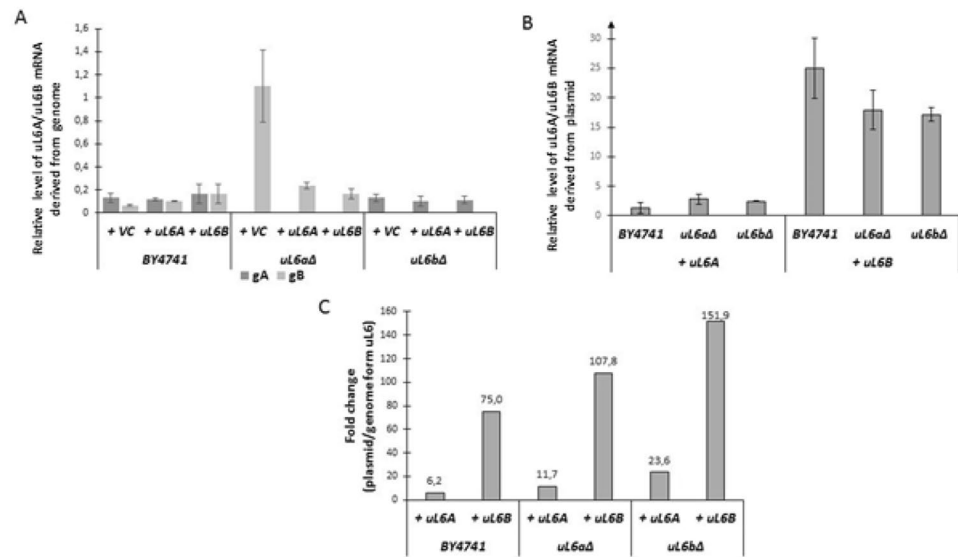 A
Relative level of uL6A/uL6B mRNA
derived from genome
1,6
1,4
1,2
1
0,8
0,6
0,4
0,2
0
+ VC + uL6A + uL6B + VC + uL6A + uL6B + VC + uL6A + uL6B
BY4741 uL6aΔ uL6bΔ
gA gB
B
Relative level of uL6A/uL6B mRNA
derived from plasmid
30
25
20
15
10
5
0
BY4741 uL6aΔ uL6bΔ BY4741 uL6aΔ uL6bΔ
+ uL6A + uL6B
C
Fold change
(plasmid/genome form uL6)
160
140
120
100
80
60
40
20
0
6,2 75,0 11,7 107,8 23,6 151,9
+ uL6A + uL6B + uL6A + uL6B + uL6A + uL6B
BY4741 uL6aΔ uL6bΔ